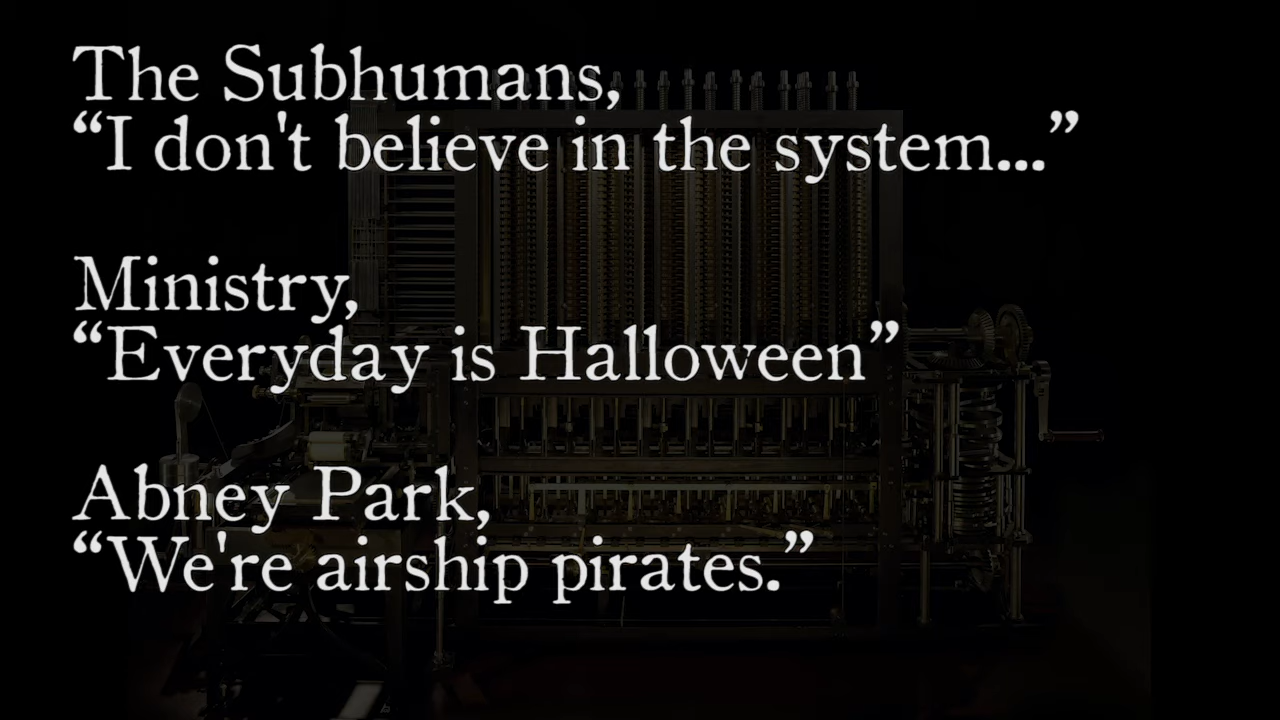 The Subhumans,
“I don't believe in the system...”
Ministry,
“Everyday is Halloween”
Abney Park,
“We're airship pirates.”